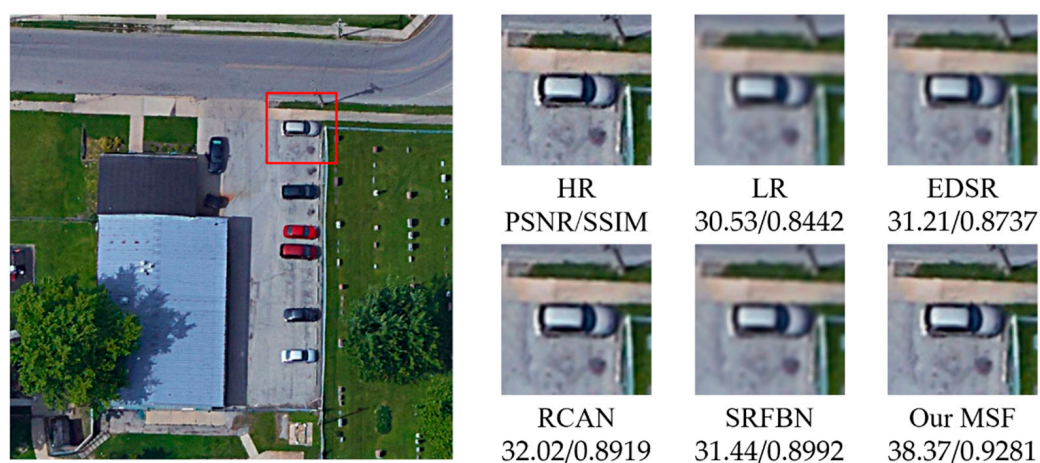 HR
PSNR/SSIM
LR
30.53/0.8442
EDSR
31.21/0.8737
RCAN
32.02/0.8919
SRFBN
31.44/0.8992
Our MSF
38.37/0.9281